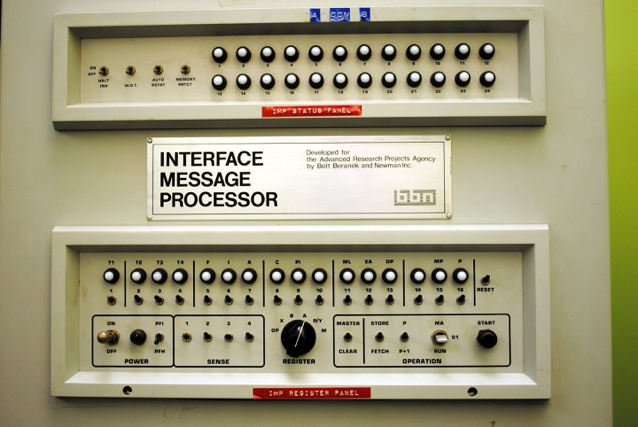 ON
OFF
HALT
INH
W.D.T.
AUTO
RSTRT
MEMORY
PRTCT
1 2 3 4 5 6 7 8 9 10 11 12
13 14 15 16 17 18 19 20 21 22 23 24
IMP STATUS PANEL
INTERFACE
MESSAGE
PROCESSOR
Developed for
the Advanced Research Projects Agency
by Bolt Beranek and Newman Inc.
bbn
T1 T2 T3 T4 F I A C PI ML EA OP MP P
1 2 3 4 5 6 7 8 9 10 11 12 13 14 15 16
RESET
ON
OFF
POWER
PFI
PFH
1 2 3 4
SENSE
OP X B A P/Y M
REGISTER
MASTER
CLEAR
STORE
FETCH
P
P+1
MA
S1
RUN
OPERATION
START
IMP REGISTER PANEL